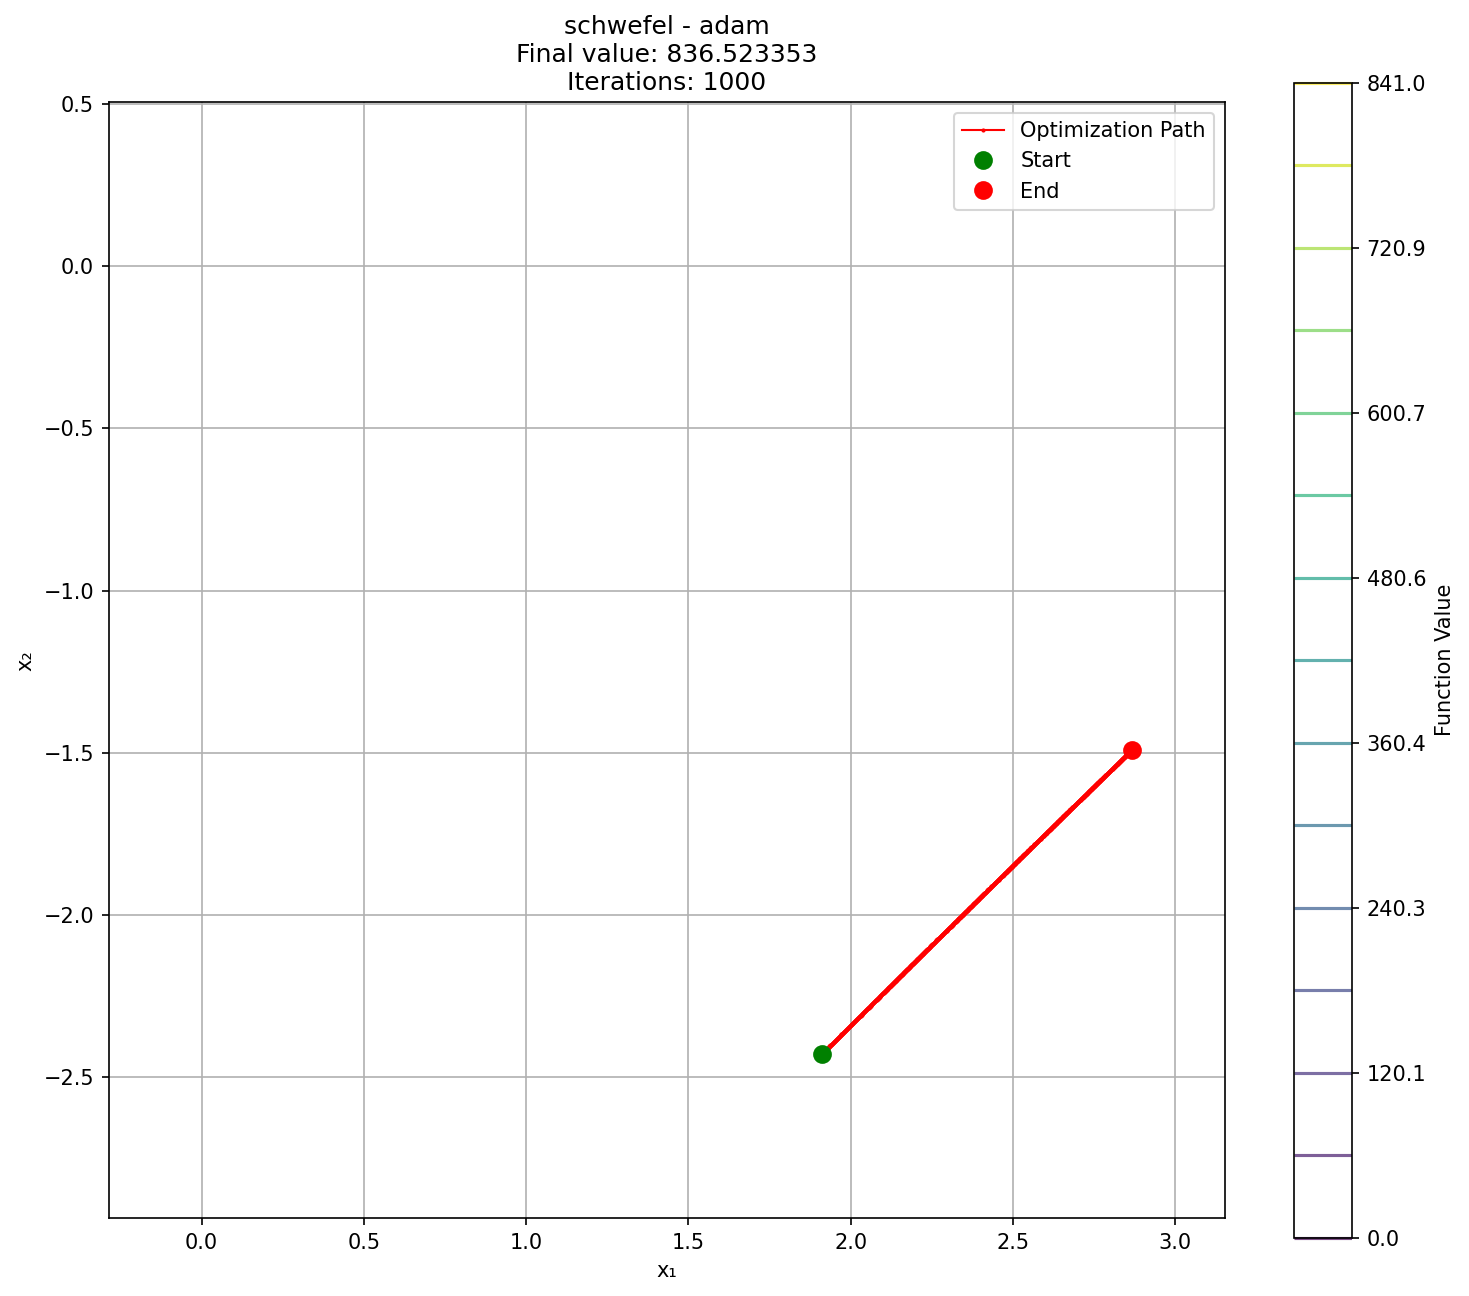 schwefel - adam
Final value: 836.523353
Iterations: 1000
Optimization Path
Start
End
0.5
0.0
−0.5
−1.0
−1.5
−2.0
−2.5
x₂
0.0
0.5
1.0
1.5
2.0
2.5
3.0
x₁
841.0
720.9
600.7
480.6
360.4
240.3
120.1
0.0
Function Value